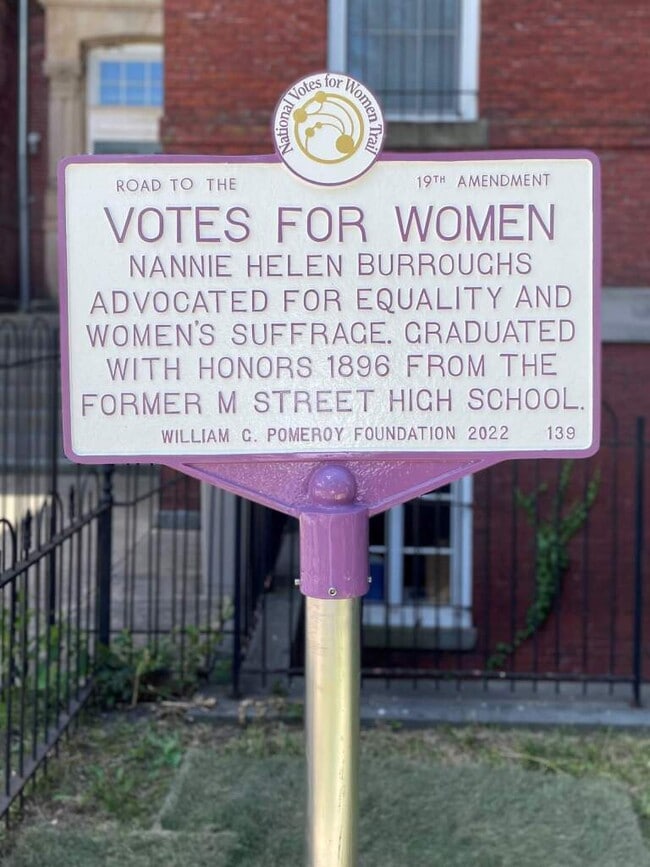 National Votes for Women Trail
ROAD TO THE 19TH AMENDMENT
VOTES FOR WOMEN
NANNIE HELEN BURROUGHS
ADVOCATED FOR EQUALITY AND
WOMEN'S SUFFRAGE. GRADUATED
WITH HONORS 1896 FROM THE
FORMER M STREET HIGH SCHOOL.
WILLIAM G. POMEROY FOUNDATION 2022 139